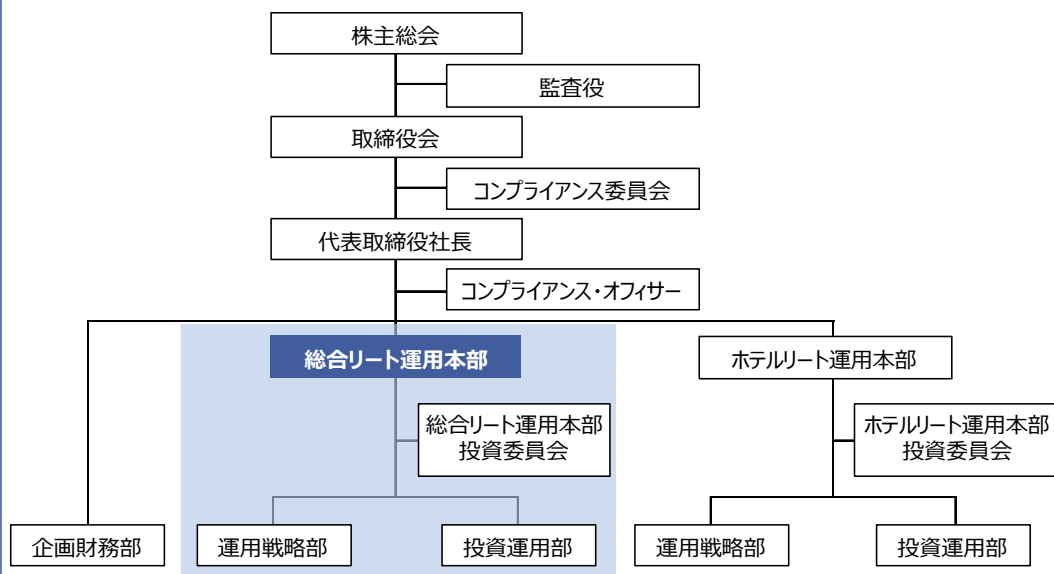 株主総会
監査役
取締役会
コンプライアンス委員会
代表取締役社長
コンプライアンス・オフィサー
総合リート運用本部
ホテルリート運用本部
総合リート運用本部
投資委員会
ホテルリート運用本部
投資委員会
企画財務部
運用戦略部
投資運用部
運用戦略部
投資運用部